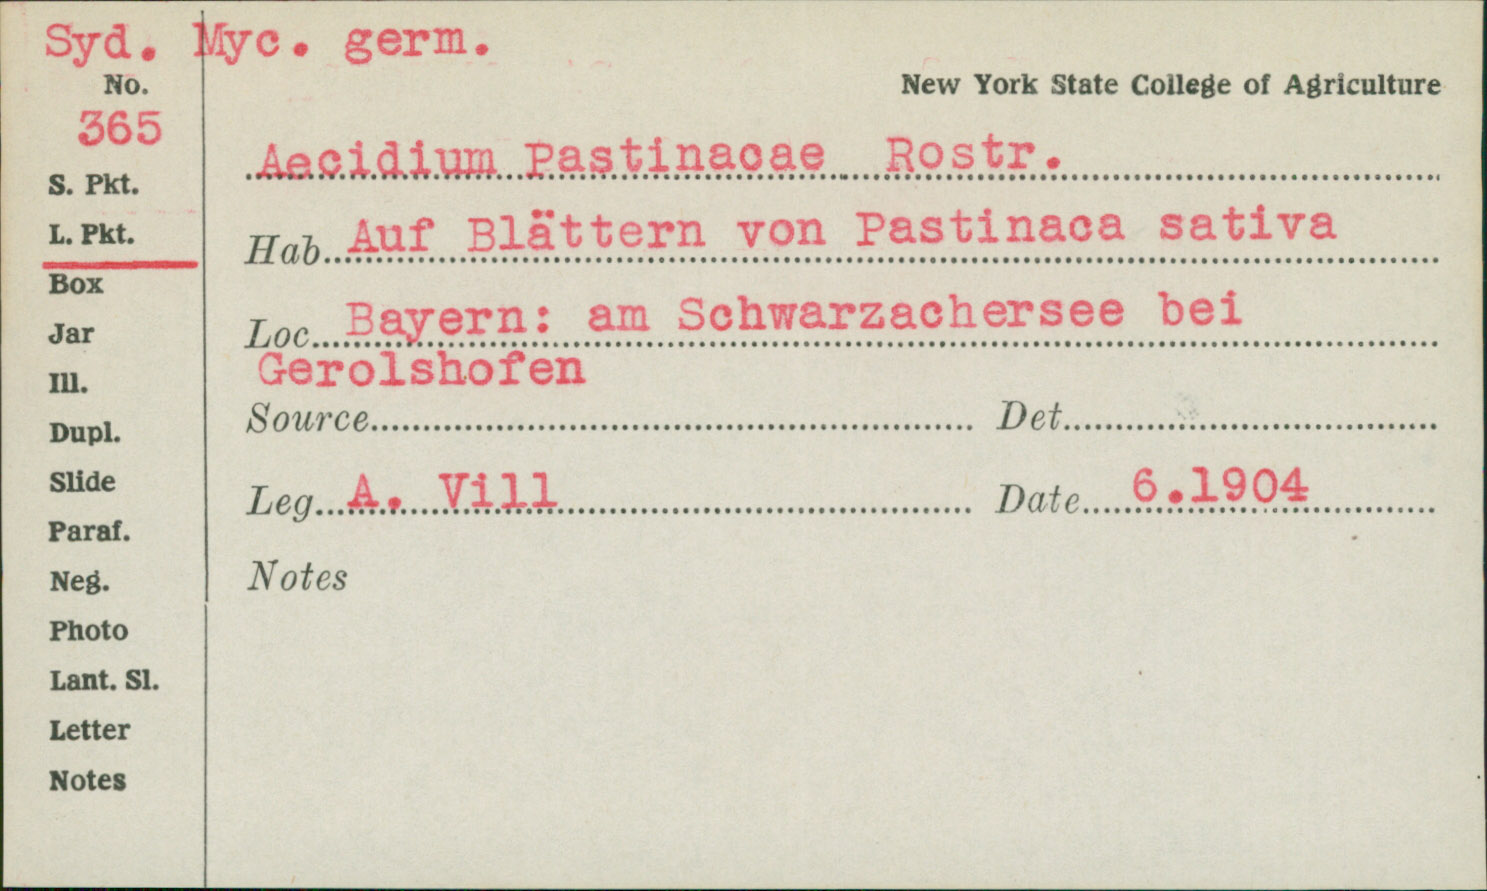 Syd. Myc. germ.
No.
365
New York State College of Agriculture
Aecidium Pastinacae Rostr.
S. Pkt.
L. Pkt.
Hab. Auf Blättern von Pastinaca sativa
Box
Jar
Loc. Bayern: am Schwarzachersee bei
Gerolshofen
Ill.
Dupl.
Source Det.
Slide
Leg. A. Vill Date 6.1904
Paraf.
Neg.
Notes
Photo
Lant. Sl.
Letter
Notes